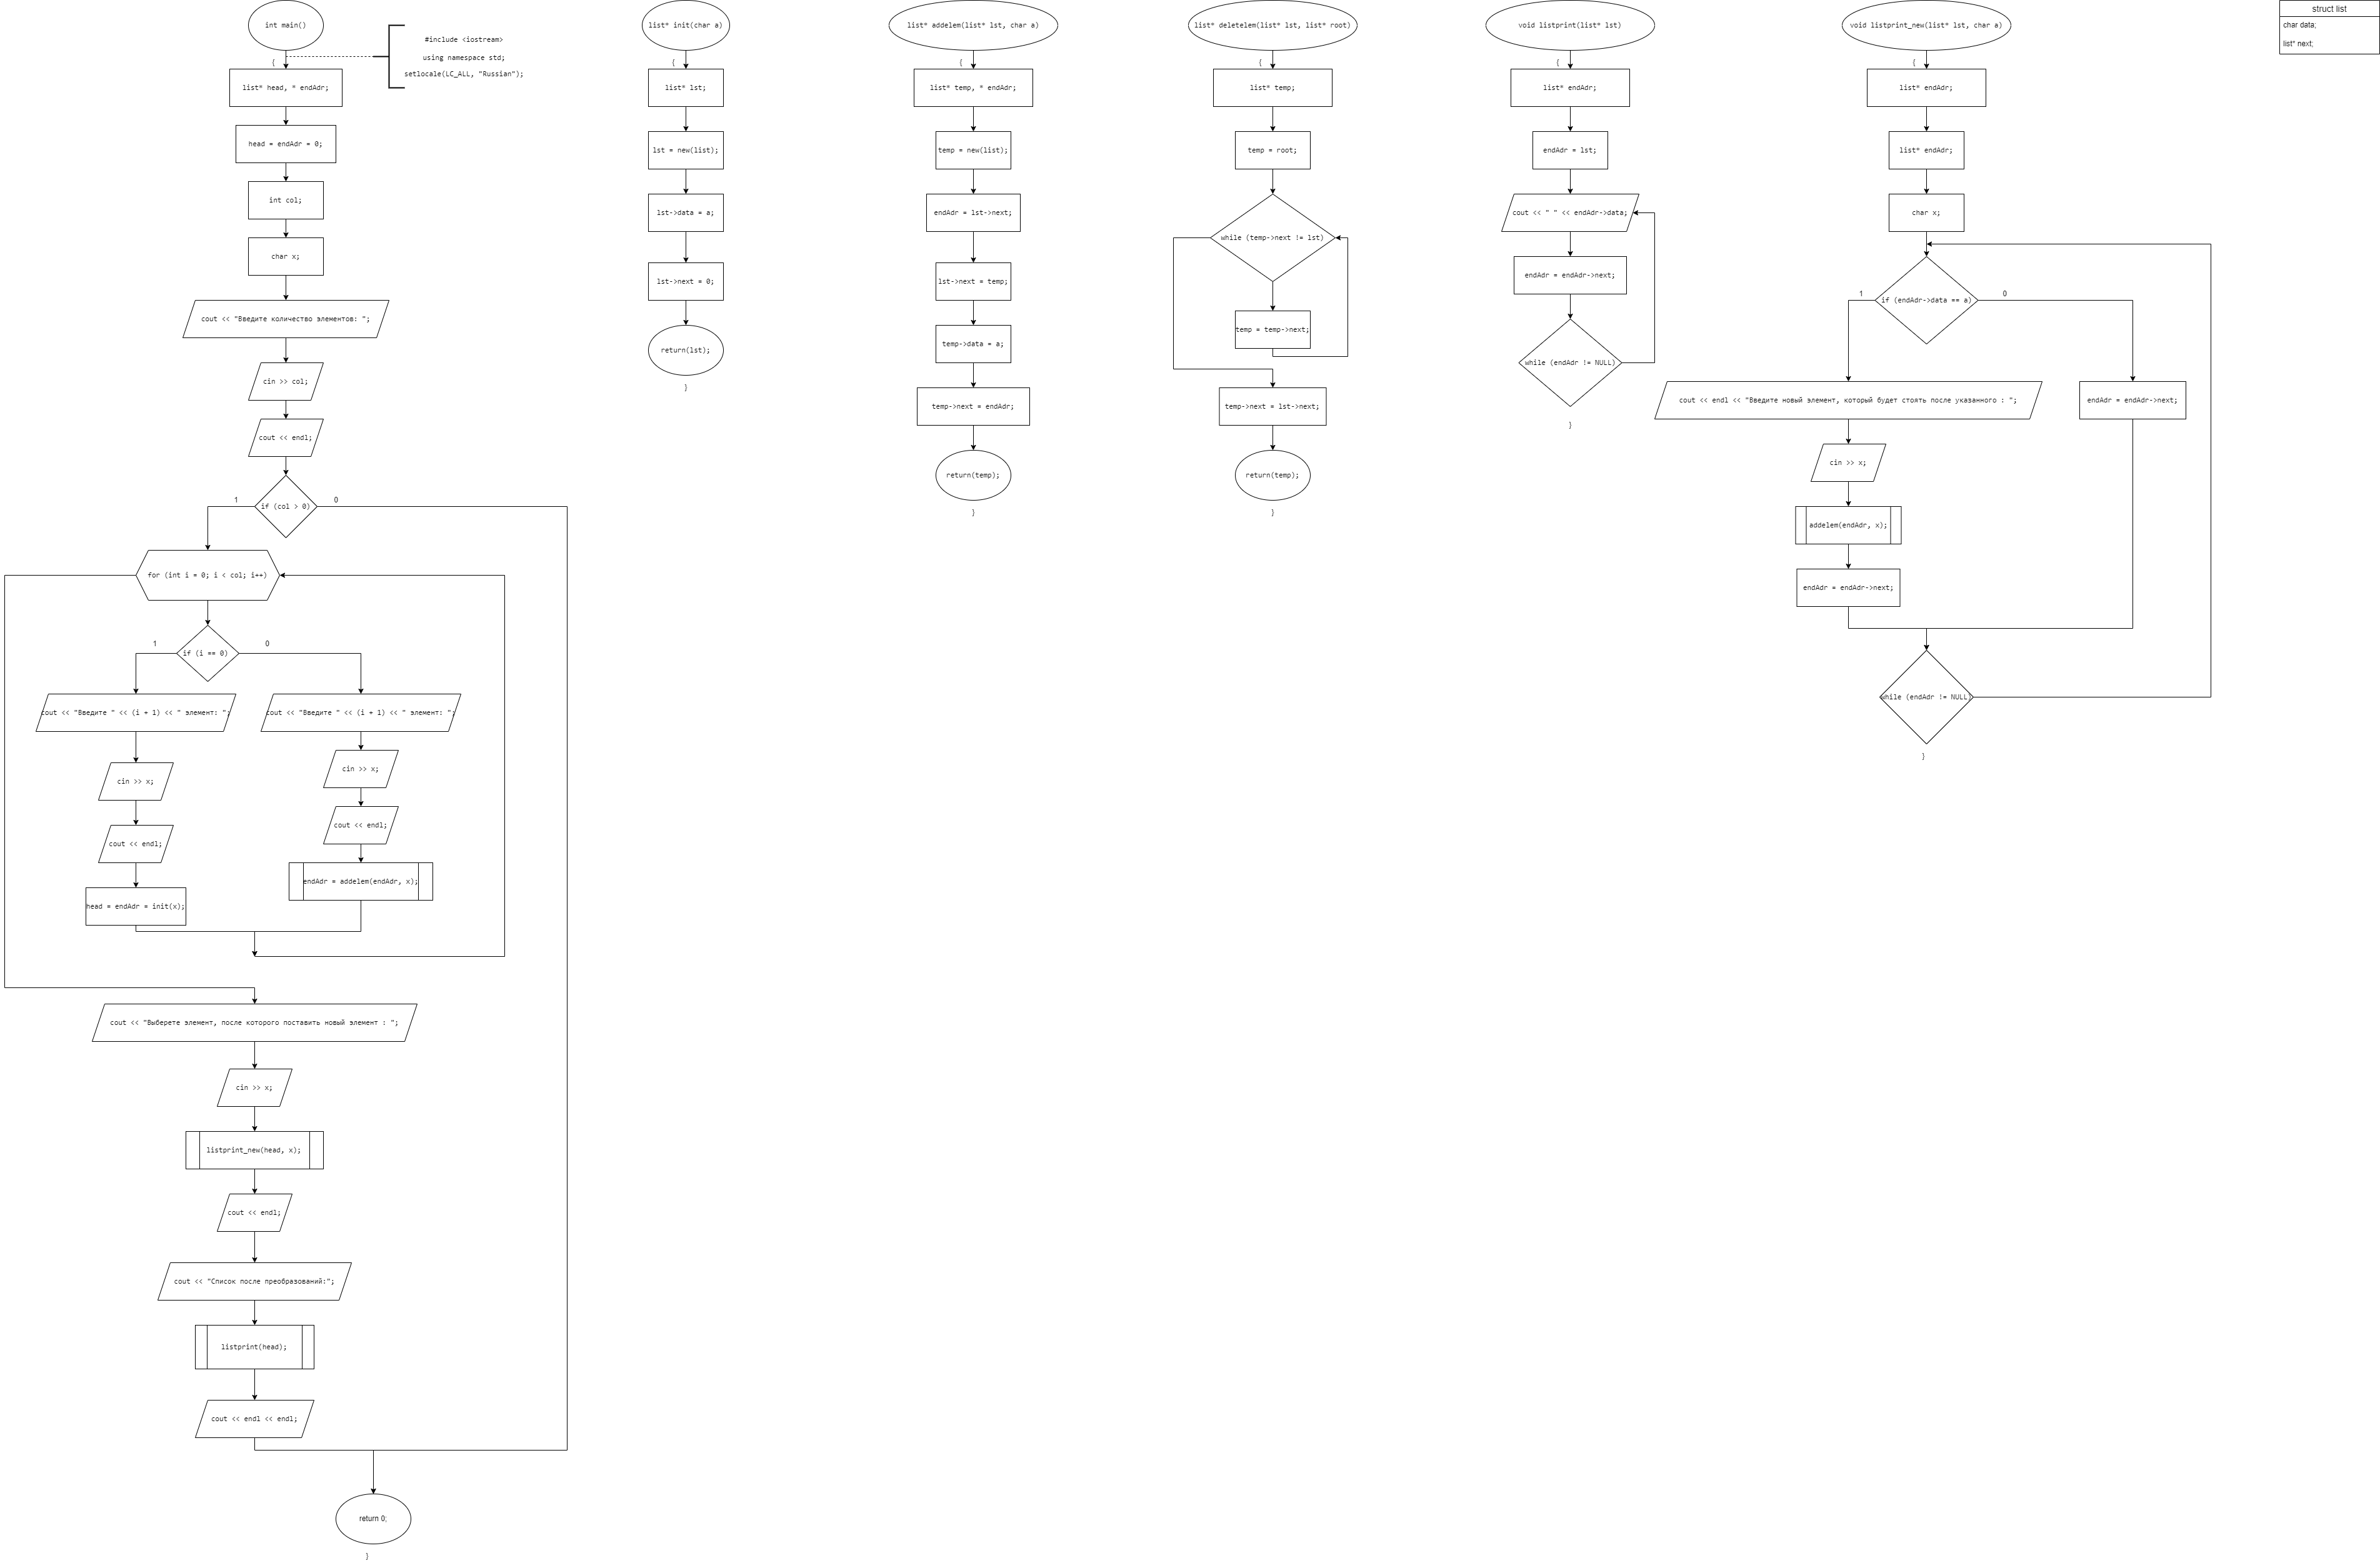 int main()
#include <iostream>
using namespace std;
setlocale(LC_ALL, "Russian");
{
list* head, * endAdr;
head = endAdr = 0;
int col;
char x;
cout << "Введите количество элементов: ";
cin >> col;
cout << endl;
if (col > 0)
1
0
for (int i = 0; i < col; i++)
if (i == 0)
1
0
cout << "Введите " << (i + 1) << " элемент: ";
cin >> x;
cout << endl;
head = endAdr = init(x);
cout << "Введите " << (i + 1) << " элемент: ";
cin >> x;
cout << endl;
endAdr = addelem(endAdr, x);
cout << "Выберете элемент, после которого поставить новый элемент : ";
cin >> x;
listprint_new(head, x);
cout << endl;
cout << "Список после преобразований:";
listprint(head);
cout << endl << endl;
return 0;
}
list* init(char a)
{
list* lst;
lst = new(list);
lst->data = a;
lst->next = 0;
return(lst);
}
list* addelem(list* lst, char a)
{
list* temp, * endAdr;
temp = new(list);
endAdr = lst->next;
lst->next = temp;
temp->data = a;
temp->next = endAdr;
return(temp);
}
list* deletelem(list* lst, list* root)
{
list* temp;
temp = root;
while (temp->next != lst)
temp = temp->next;
temp->next = lst->next;
return(temp);
}
void listprint(list* lst)
{
list* endAdr;
endAdr = lst;
cout << " " << endAdr->data;
endAdr = endAdr->next;
while (endAdr != NULL)
}
void listprint_new(list* lst, char a)
{
list* endAdr;
list* endAdr;
char x;
if (endAdr->data == a)
1
0
cout << endl << "Введите новый элемент, который будет стоять после указанного : ";
cin >> x;
addelem(endAdr, x);
endAdr = endAdr->next;
endAdr = endAdr->next;
while (endAdr != NULL)
}
struct list
char data;
list* next;